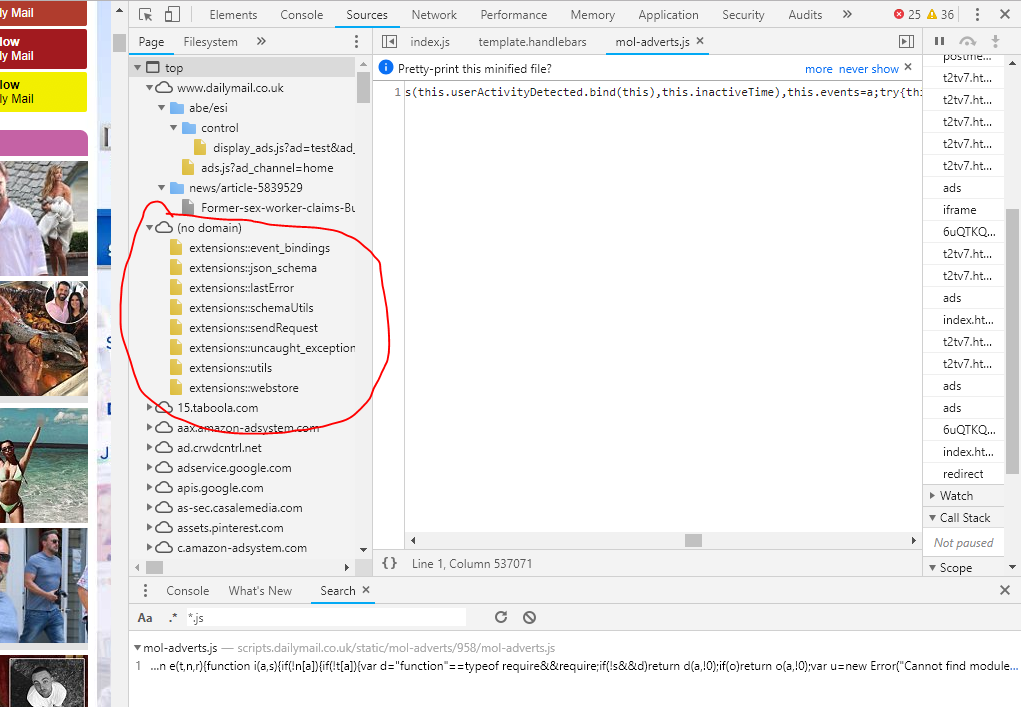 ly Mail
Elements Console Sources Network Performance Memory Application Security Audits » 25 36
low
ly Mail
Page Filesystem » index.js template.handlebars mol-adverts.js
top
Pretty-print this minified file? more never show
low
ly Mail
www.dailymail.co.uk
abe/esi
control
display_ads.js?ad=test&ad_
ads.js?ad_channel=home
news/article-5839529
Former-sex-worker-claims-Bu
(no domain)
extensions::event_bindings
extensions::json_schema
extensions::lastError
extensions::schemaUtils
extensions::sendRequest
extensions::uncaught_exception
extensions::utils
extensions::webstore
15.taboola.com
aax.amazon-adsystem.com
ad.crwdcntrl.net
adservice.google.com
apis.google.com
as-sec.casalemedia.com
assets.pinterest.com
c.amazon-adsystem.com
1 s(this.userActivityDetected.bind(this),this.inactiveTime),this.events=a;try{thi
{} Line 1, Column 537071
postme...
t2tv7.ht...
t2tv7.ht...
t2tv7.ht...
t2tv7.ht...
t2tv7.ht...
ads
iframe
6uQTKQ...
t2tv7.ht...
t2tv7.ht...
ads
index.ht...
t2tv7.ht...
t2tv7.ht...
ads
ads
6uQTKQ...
index.ht...
redirect
Watch
Call Stack
Not paused
Scope
Console What's New Search
Aa .* *.js
mol-adverts.js — scripts.dailymail.co.uk/static/mol-adverts/958/mol-adverts.js
1 ...n e(t,n,r){function i(a,s){if(!n[a]){if(!t[a]){var d="function"==typeof require&&require;if(!s&&d)return d(a,!0);if(o)return o(a,!0);var u=new Error("Cannot find module...